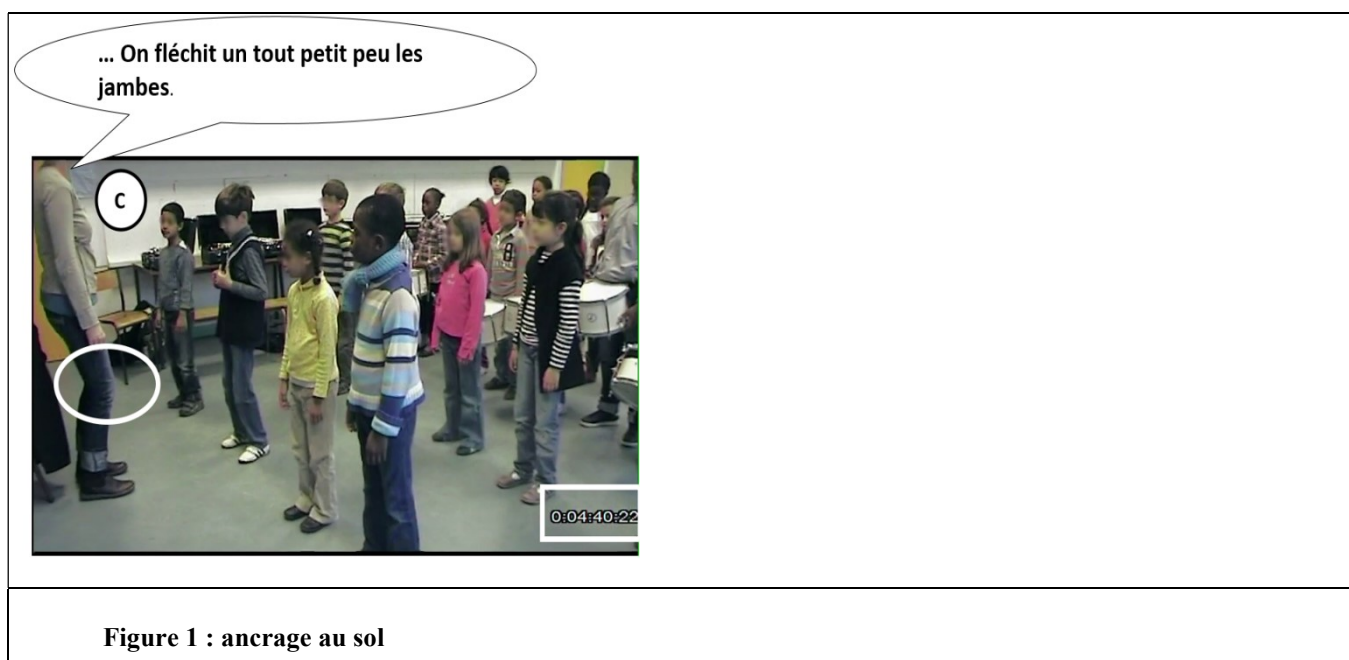 ... On fléchit un tout petit peu les
jambes.
C
0:04:40:22
Figure 1 : ancrage au sol